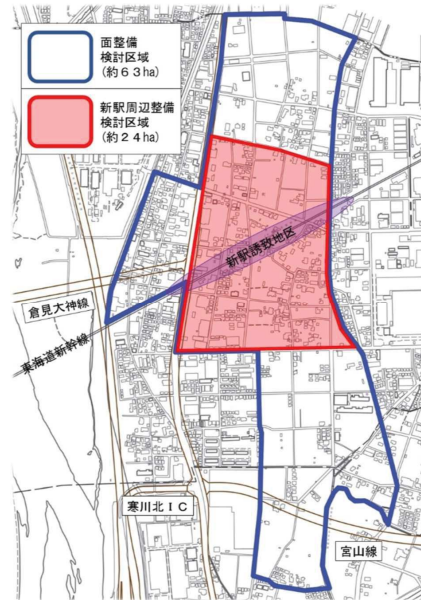 面整備
検討区域
(約63ha)
新駅周辺整備
検討区域
(約24ha)
新駅誘致地区
倉見大神線
東海道新幹線
寒川北IC
宮山線